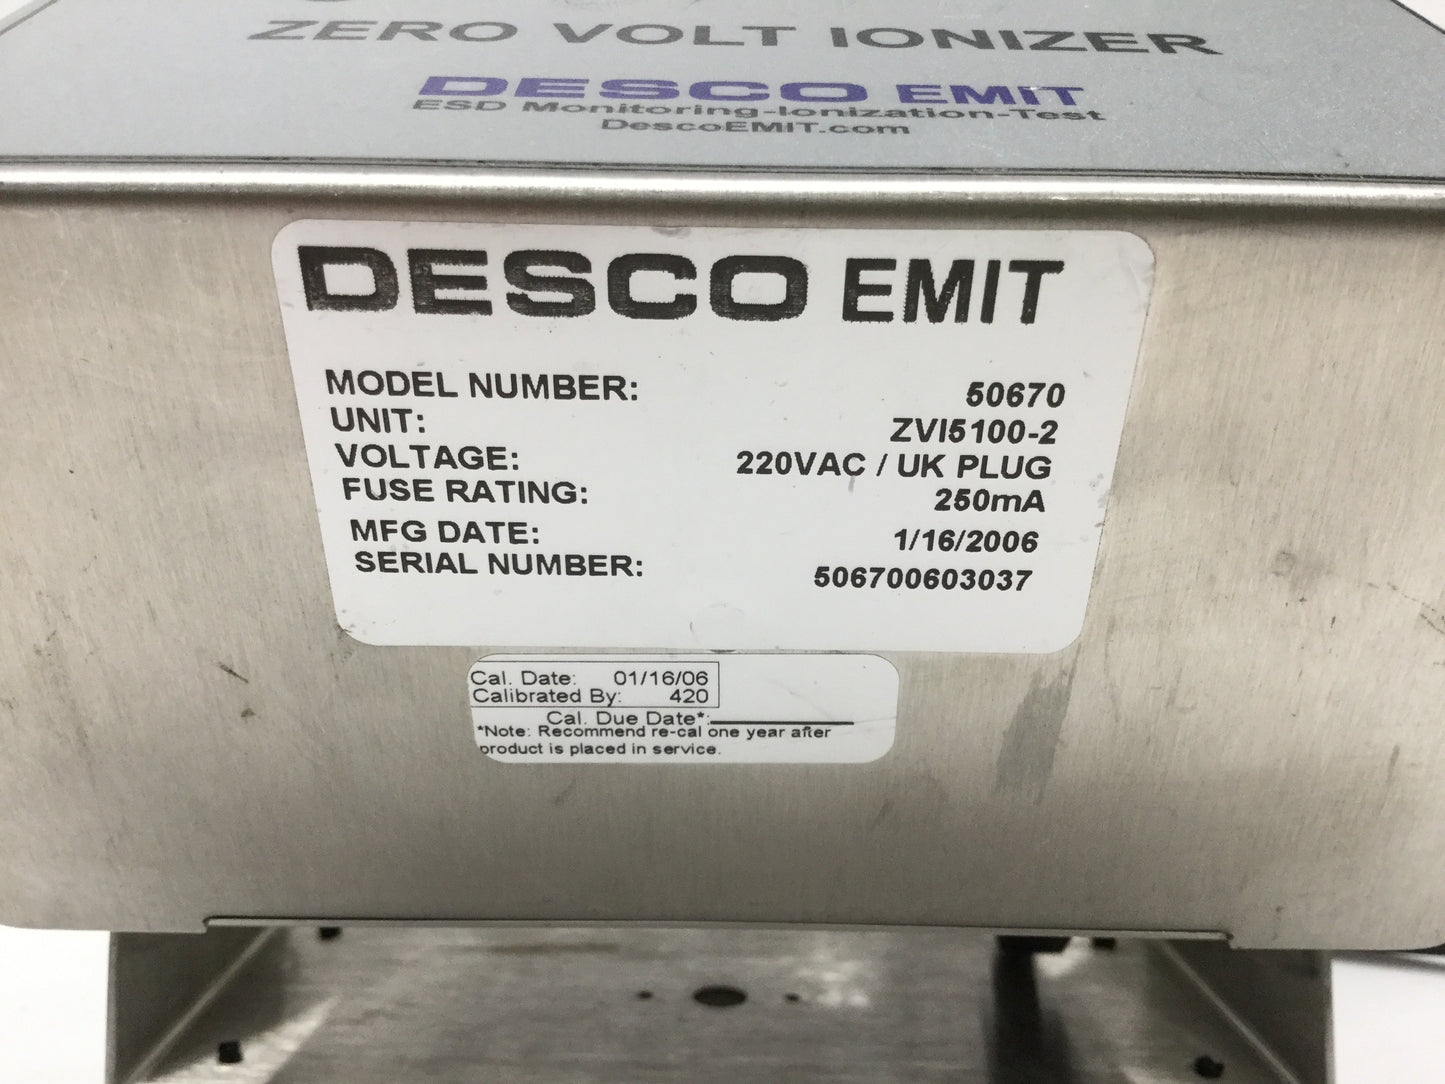 ZERO VOLT IONIZER
DESCO EMIT
ESD Monitoring-Ionization-Test
DescoEMIT.com
DESCO EMIT
MODEL NUMBER: 50670
UNIT: ZVI5100-2
VOLTAGE: 220VAC / UK PLUG
FUSE RATING: 250mA
MFG DATE: 1/16/2006
SERIAL NUMBER: 506700603037
Cal. Date: 01/16/06
Calibrated By: 420
Cal. Due Date*:
*Note: Recommend re-cal one year after
product is placed in service.